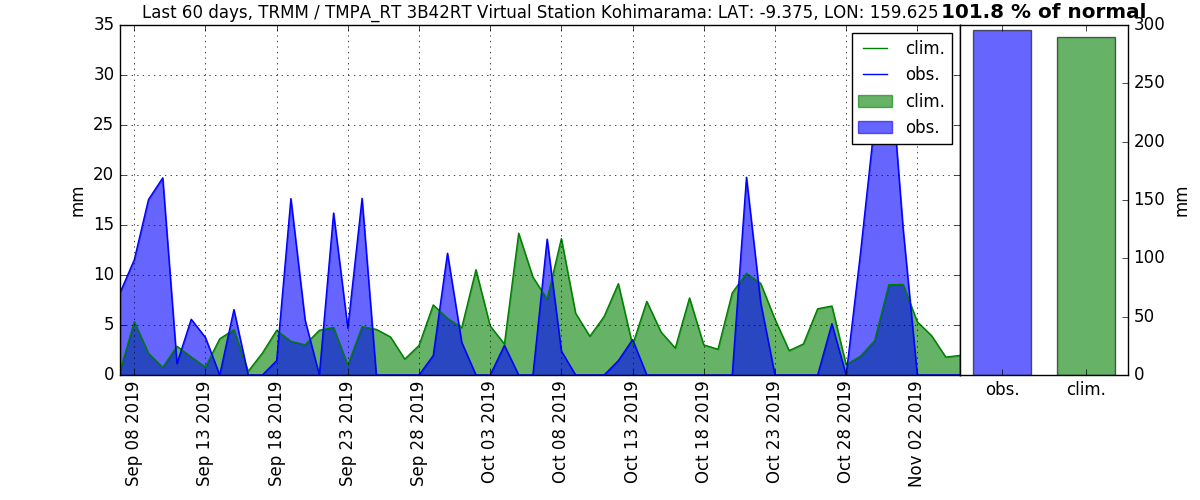 Last 60 days, TRMM / TMPA_RT 3B42RT Virtual Station Kohimarama: LAT: -9.375, LON: 159.625
101.8 % of normal
35
30
25
20
15
10
5
0
mm
clim.
obs.
clim.
obs.
Sep 08 2019
Sep 13 2019
Sep 18 2019
Sep 23 2019
Sep 28 2019
Oct 03 2019
Oct 08 2019
Oct 13 2019
Oct 18 2019
Oct 23 2019
Oct 28 2019
Nov 02 2019
300
250
200
150
100
50
0
mm
obs.
clim.